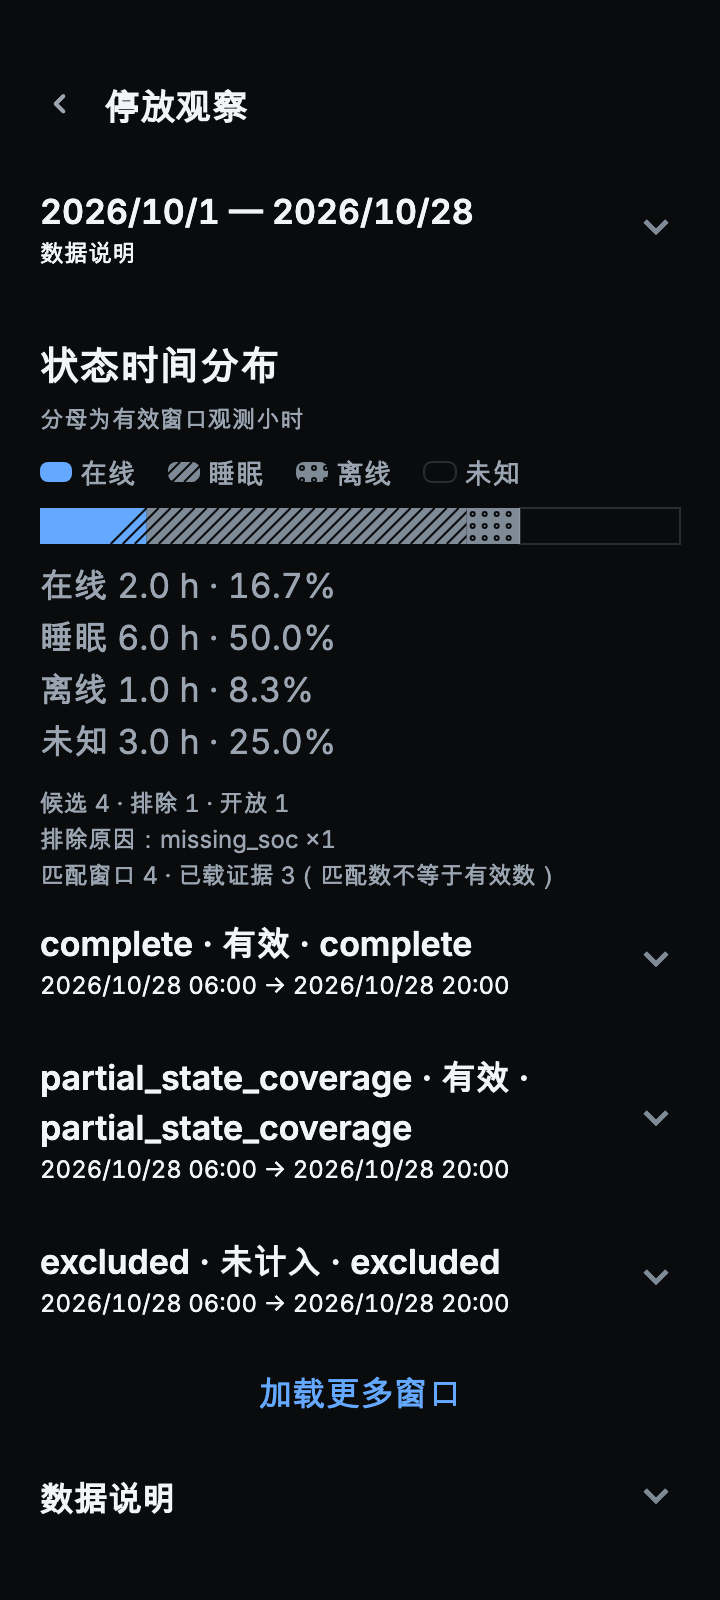 停放观察
2026/10/1 — 2026/10/28
数据说明
状态时间分布
分母为有效窗口观测小时
在线 睡眠 离线 未知
在线 2.0 h · 16.7%
睡眠 6.0 h · 50.0%
离线 1.0 h · 8.3%
未知 3.0 h · 25.0%
候选 4 · 排除 1 · 开放 1
排除原因：missing_soc ×1
匹配窗口 4 · 已载证据 3（匹配数不等于有效数）
complete · 有效 · complete
2026/10/28 06:00 → 2026/10/28 20:00
partial_state_coverage · 有效 ·
partial_state_coverage
2026/10/28 06:00 → 2026/10/28 20:00
excluded · 未计入 · excluded
2026/10/28 06:00 → 2026/10/28 20:00
加载更多窗口
数据说明